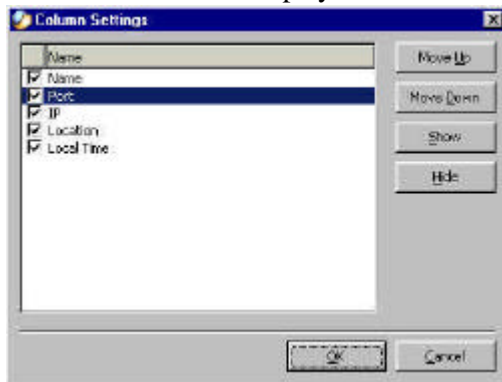 Column Settings
Name
Name
Port
IP
Location
Local Time
Move Up
Move Down
Show
Hide
OK
Cancel